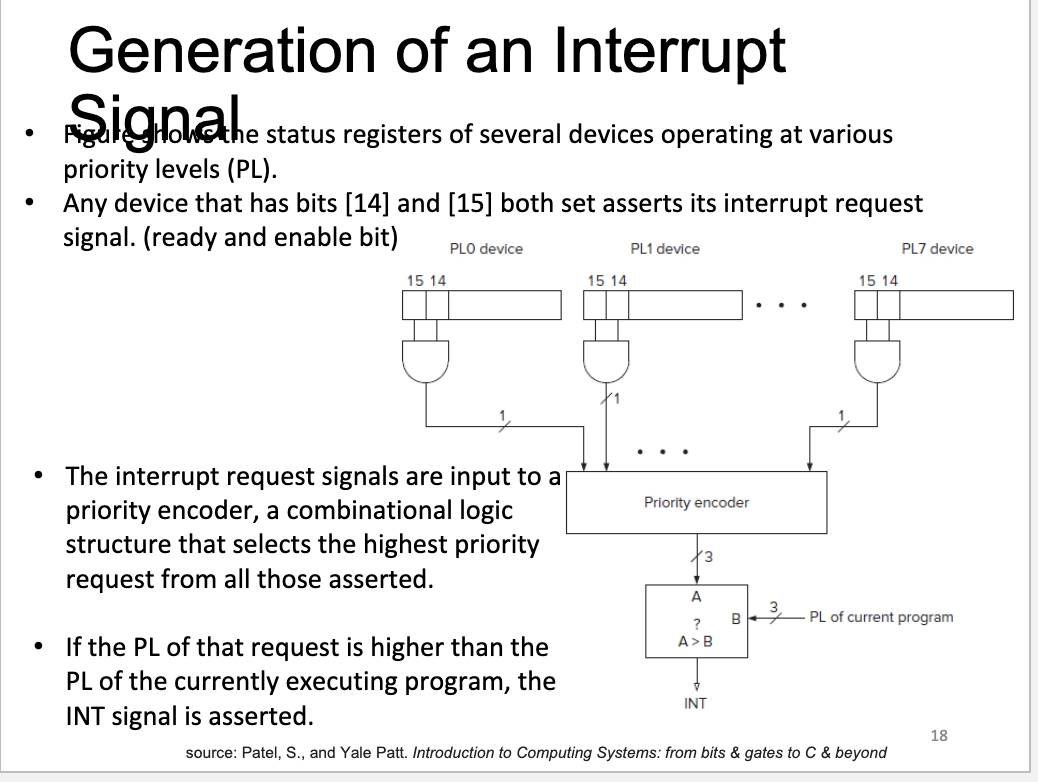 Generation of an Interrupt
Signal
• Figure shows the status registers of several devices operating at various
priority levels (PL).
• Any device that has bits [14] and [15] both set asserts its interrupt request
signal. (ready and enable bit)
PL0 device PL1 device PL7 device
15 14 15 14 15 14
• • •
1 1 1
• • •
• The interrupt request signals are input to a
priority encoder, a combinational logic
structure that selects the highest priority
request from all those asserted.
Priority encoder
3
A
B 3 PL of current program
?
A > B
INT
• If the PL of that request is higher than the
PL of the currently executing program, the
INT signal is asserted.
18
source: Patel, S., and Yale Patt. Introduction to Computing Systems: from bits & gates to C & beyond